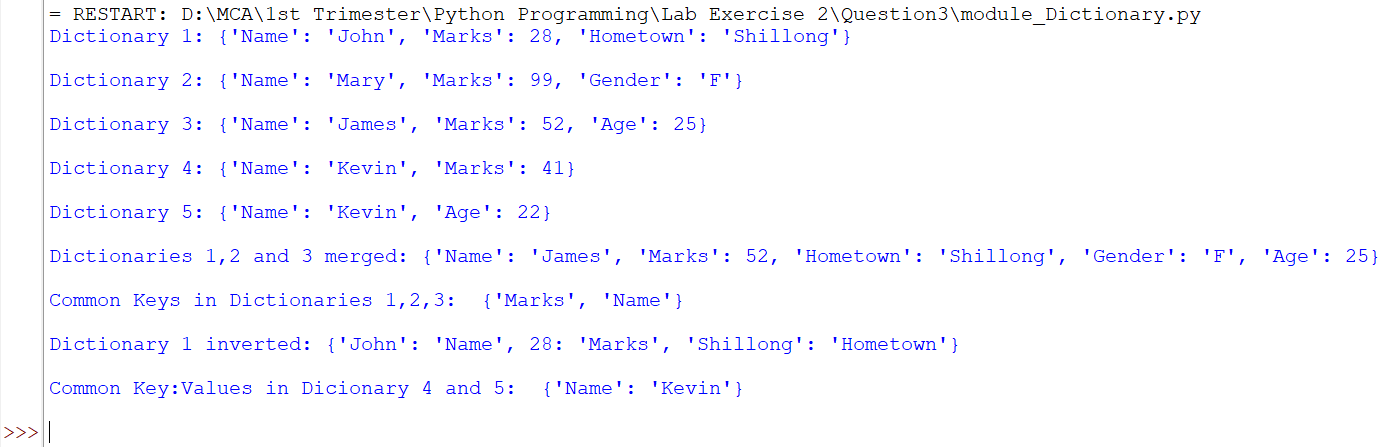 = RESTART: D:\MCA\1st Trimester\Python Programming\Lab Exercise 2\Question3\module_Dictionary.py
Dictionary 1: {'Name': 'John', 'Marks': 28, 'Hometown': 'Shillong'}
Dictionary 2: {'Name': 'Mary', 'Marks': 99, 'Gender': 'F'}
Dictionary 3: {'Name': 'James', 'Marks': 52, 'Age': 25}
Dictionary 4: {'Name': 'Kevin', 'Marks': 41}
Dictionary 5: {'Name': 'Kevin', 'Age': 22}
Dictionaries 1,2 and 3 merged: {'Name': 'James', 'Marks': 52, 'Hometown': 'Shillong', 'Gender': 'F', 'Age': 25}
Common Keys in Dictionaries 1,2,3:  {'Marks', 'Name'}
Dictionary 1 inverted: {'John': 'Name', 28: 'Marks', 'Shillong': 'Hometown'}
Common Key:Values in Dicionary 4 and 5:  {'Name': 'Kevin'}
>>>